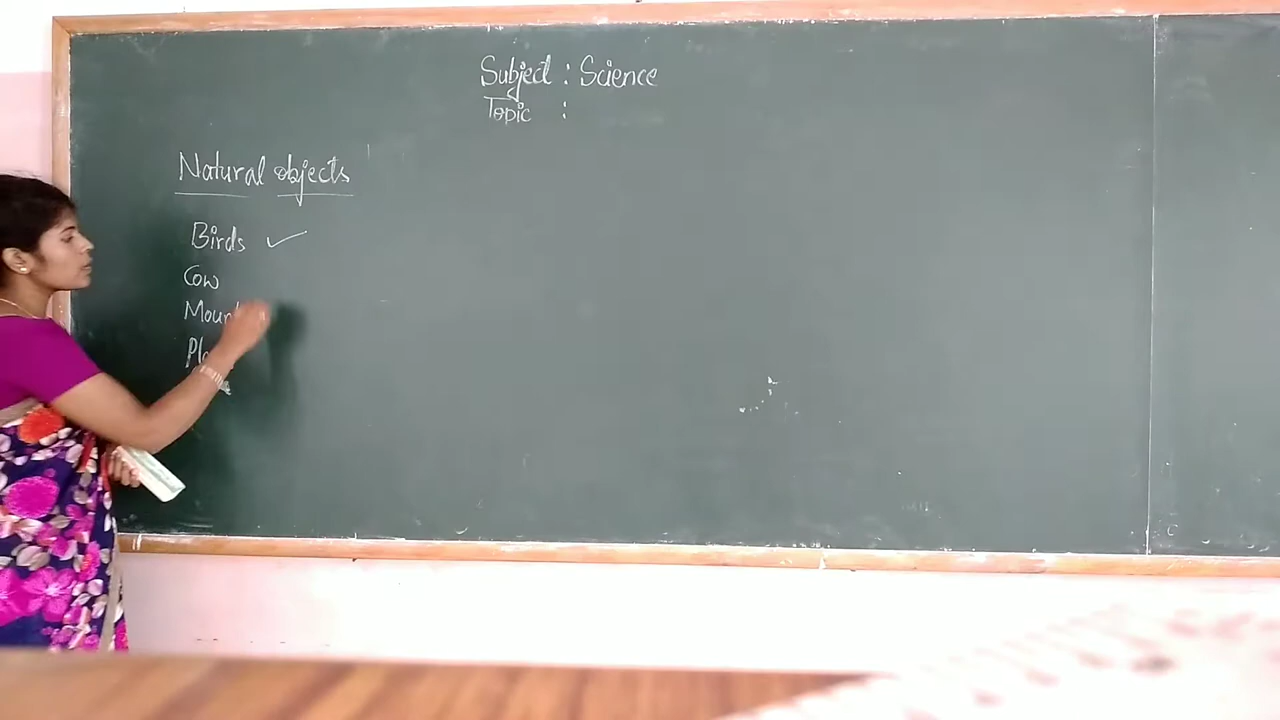 Subject : Science
Topic :
Natural objects
Birds ✓
Cow